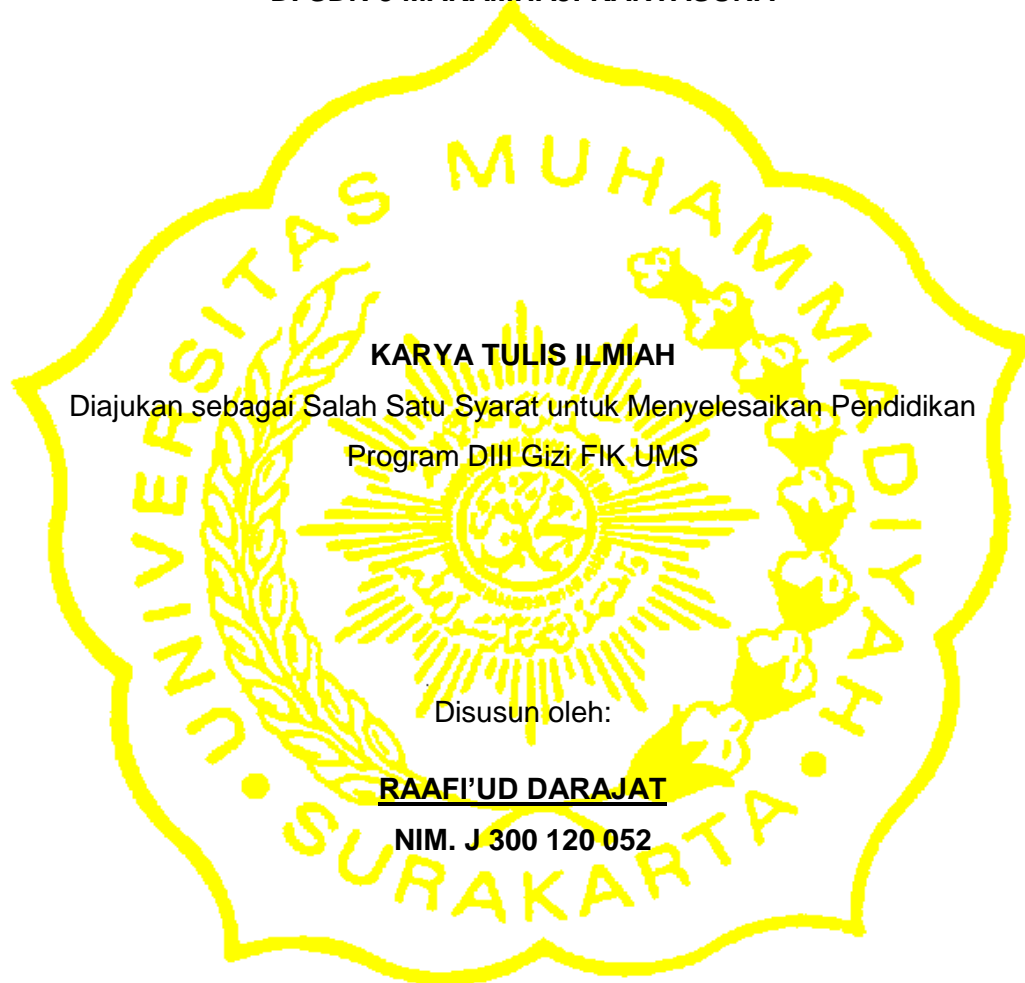 KARYA TULIS ILMIAH
Diajukan sebagai Salah Satu Syarat untuk Menyelesaikan Pendidikan
Program DIII Gizi FIK UMS
Disusun oleh:
RAAFI'UD DARAJAT
NIM. J 300 120 052
UNIVERSITAS MUHAMMADIYAH
SURAKARTA